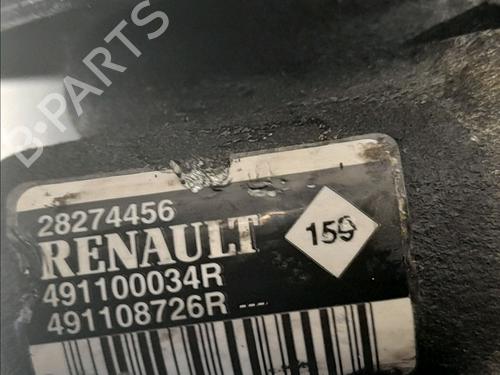 B-PARTS
28274456
RENAULT
159
491100034R
491108726R ---